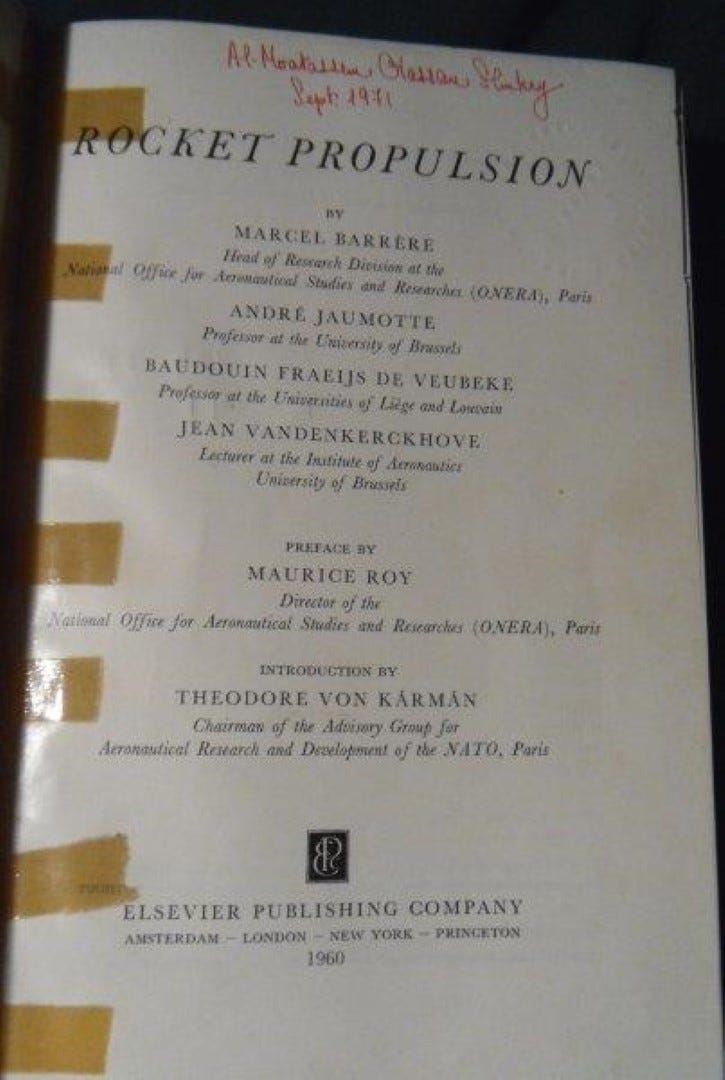 Sept. 1971
ROCKET PROPULSION
BY
MARCEL BARRÈRE
Head of Research Division at the
National Office for Aeronautical Studies and Researches (ONERA), Paris
ANDRÉ JAUMOTTE
Professor at the University of Brussels
BAUDOUIN FRAEIJS DE VEUBEKE
Professor at the Universities of Liège and Louvain
JEAN VANDENKERCKHOVE
Lecturer at the Institute of Aeronautics
University of Brussels
PREFACE BY
MAURICE ROY
Director of the
National Office for Aeronautical Studies and Researches (ONERA), Paris
INTRODUCTION BY
THEODORE VON KÁRMÁN
Chairman of the Advisory Group for
Aeronautical Research and Development of the NATO, Paris
ELSEVIER PUBLISHING COMPANY
AMSTERDAM – LONDON – NEW YORK – PRINCETON
1960